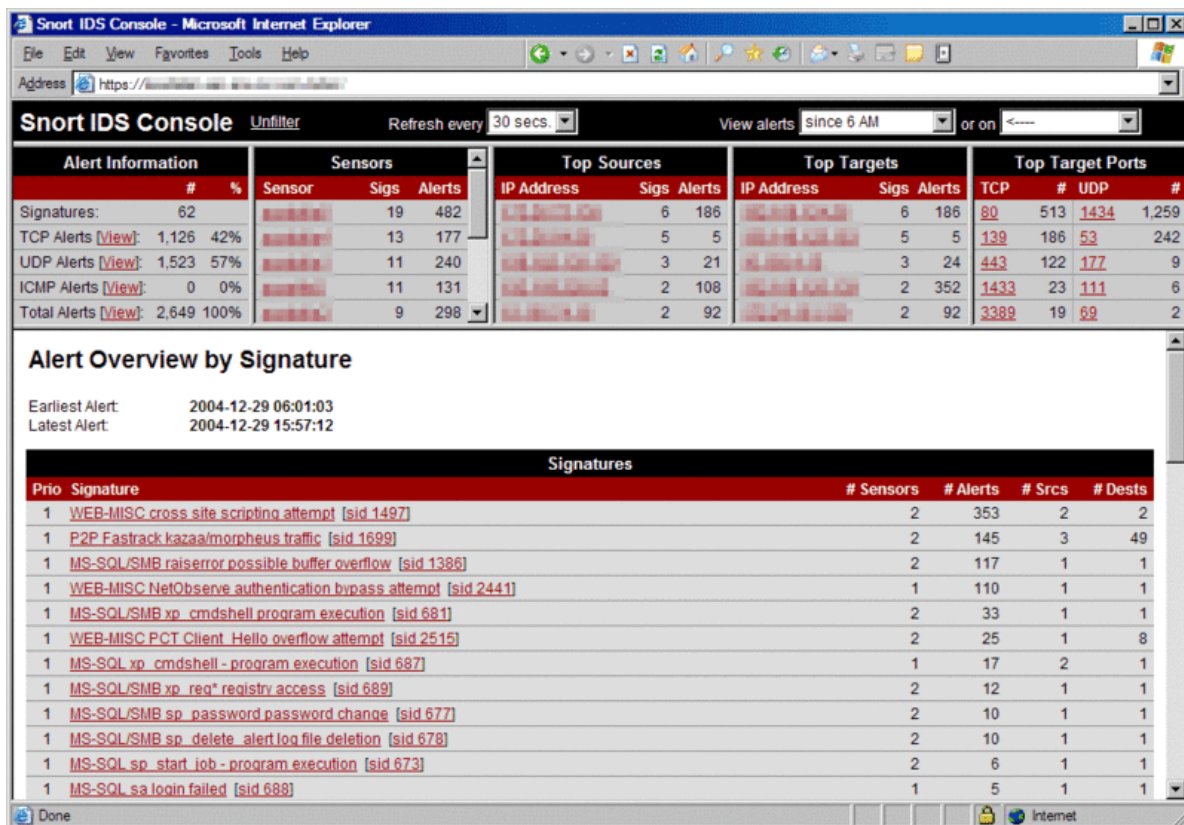 Snort IDS Console - Microsoft Internet Explorer
File Edit View Favorites Tools Help
Address https://
Snort IDS Console Unfilter Refresh every 30 secs. View alerts since 6 AM or on <----
Alert Information Sensors Top Sources Top Targets Top Target Ports
# % Sensor Sigs Alerts IP Address Sigs Alerts IP Address Sigs Alerts TCP # UDP #
Signatures: 62 19 482 6 186 6 186 80 513 1434 1,259
TCP Alerts [View]: 1,126 42% 13 177 5 5 5 5 139 186 53 242
UDP Alerts [View]: 1,523 57% 11 240 3 21 3 24 443 122 177 9
ICMP Alerts [View]: 0 0% 11 131 2 108 2 352 1433 23 111 6
Total Alerts [View]: 2,649 100% 9 298 2 92 2 92 3389 19 69 2
Alert Overview by Signature
Earliest Alert: 2004-12-29 06:01:03
Latest Alert: 2004-12-29 15:57:12
Signatures
Prio Signature # Sensors # Alerts # Srcs # Dests
1 WEB-MISC cross site scripting attempt [sid 1497] 2 353 2 2
1 P2P Fastrack kazaa/morpheus traffic [sid 1699] 2 145 3 49
1 MS-SQL/SMB raiserror possible buffer overflow [sid 1386] 2 117 1 1
1 WEB-MISC NetObserve authentication bypass attempt [sid 2441] 1 110 1 1
1 MS-SQL/SMB xp_cmdshell program execution [sid 681] 2 33 1 1
1 WEB-MISC PCT Client_Hello overflow attempt [sid 2515] 2 25 1 8
1 MS-SQL xp_cmdshell - program execution [sid 687] 1 17 2 1
1 MS-SQL/SMB xp_reg* registry access [sid 689] 2 12 1 1
1 MS-SQL/SMB sp_password password change [sid 677] 2 10 1 1
1 MS-SQL/SMB sp_delete_alert log file deletion [sid 678] 2 10 1 1
1 MS-SQL sp_start_job - program execution [sid 673] 2 6 1 1
1 MS-SQL sa login failed [sid 688] 1 5 1 1
Done Internet